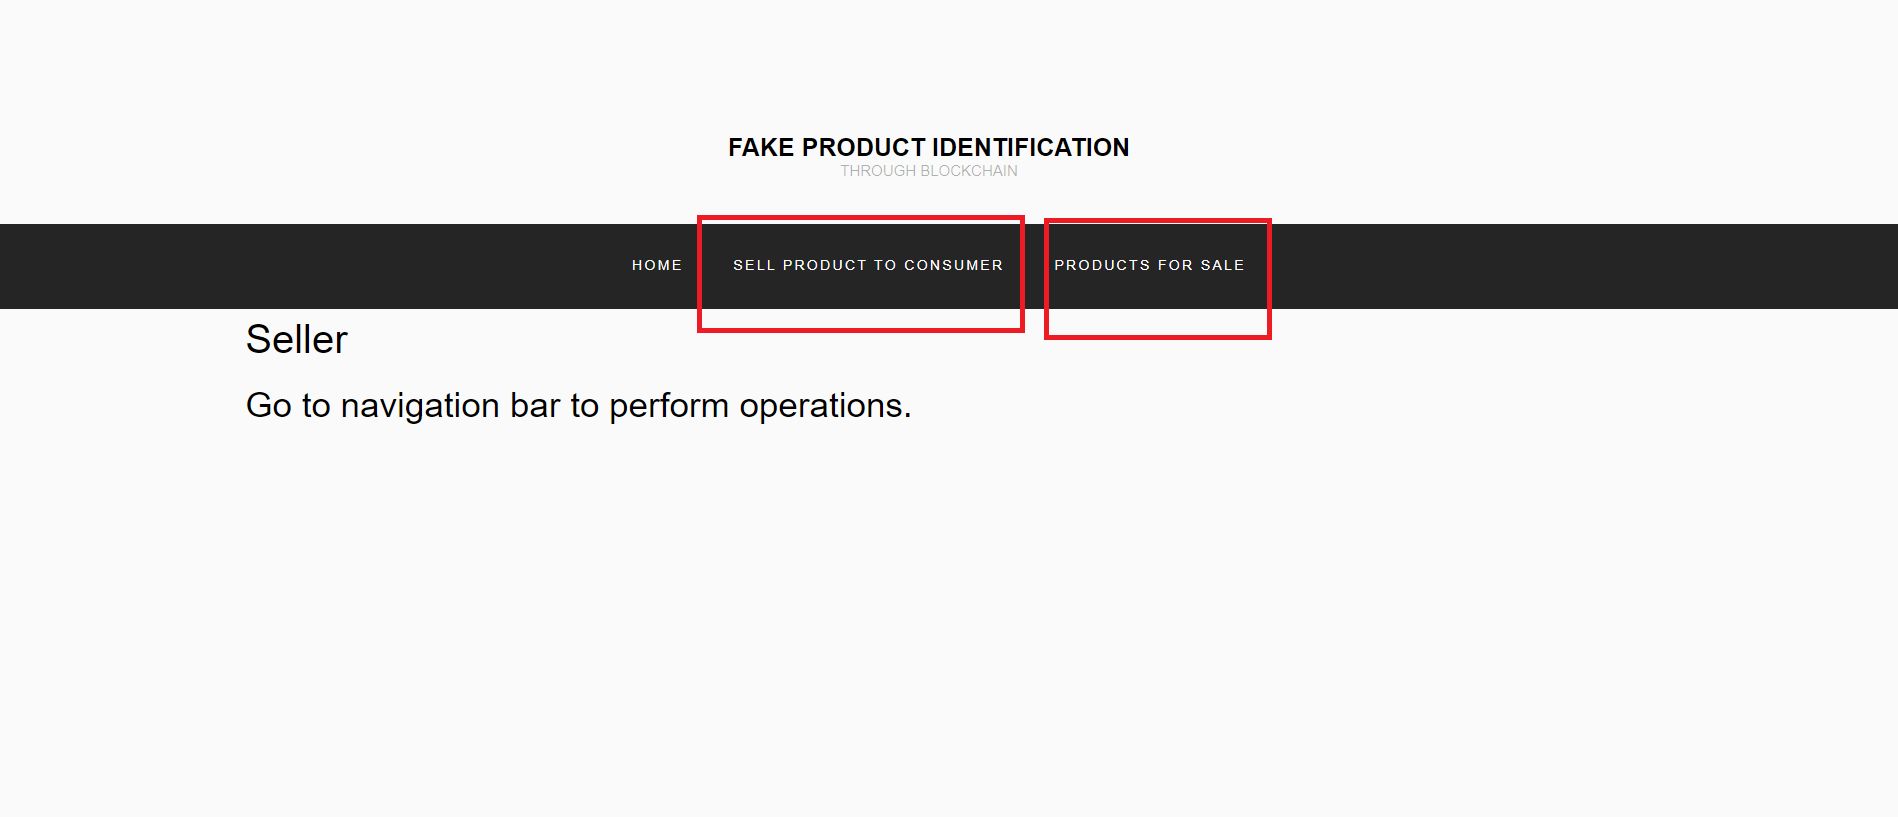 FAKE PRODUCT IDENTIFICATION
THROUGH BLOCKCHAIN
HOME SELL PRODUCT TO CONSUMER PRODUCTS FOR SALE
Seller
Go to navigation bar to perform operations.